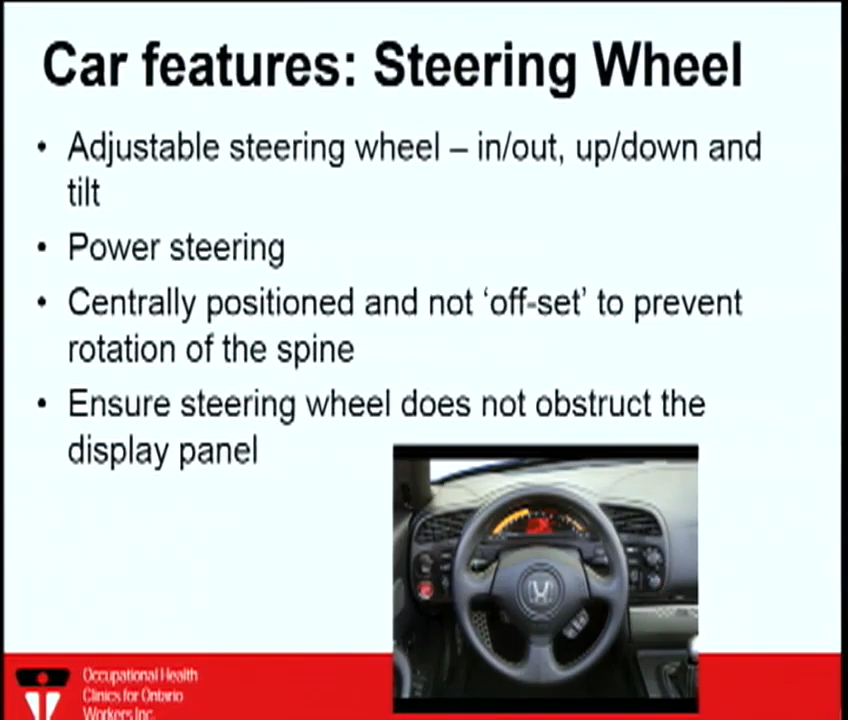 Car features: Steering Wheel
• Adjustable steering wheel – in/out, up/down and
tilt
• Power steering
• Centrally positioned and not ‘off-set’ to prevent
rotation of the spine
• Ensure steering wheel does not obstruct the
display panel
Occupational Health
Clinics for Ontario
Workers Inc.